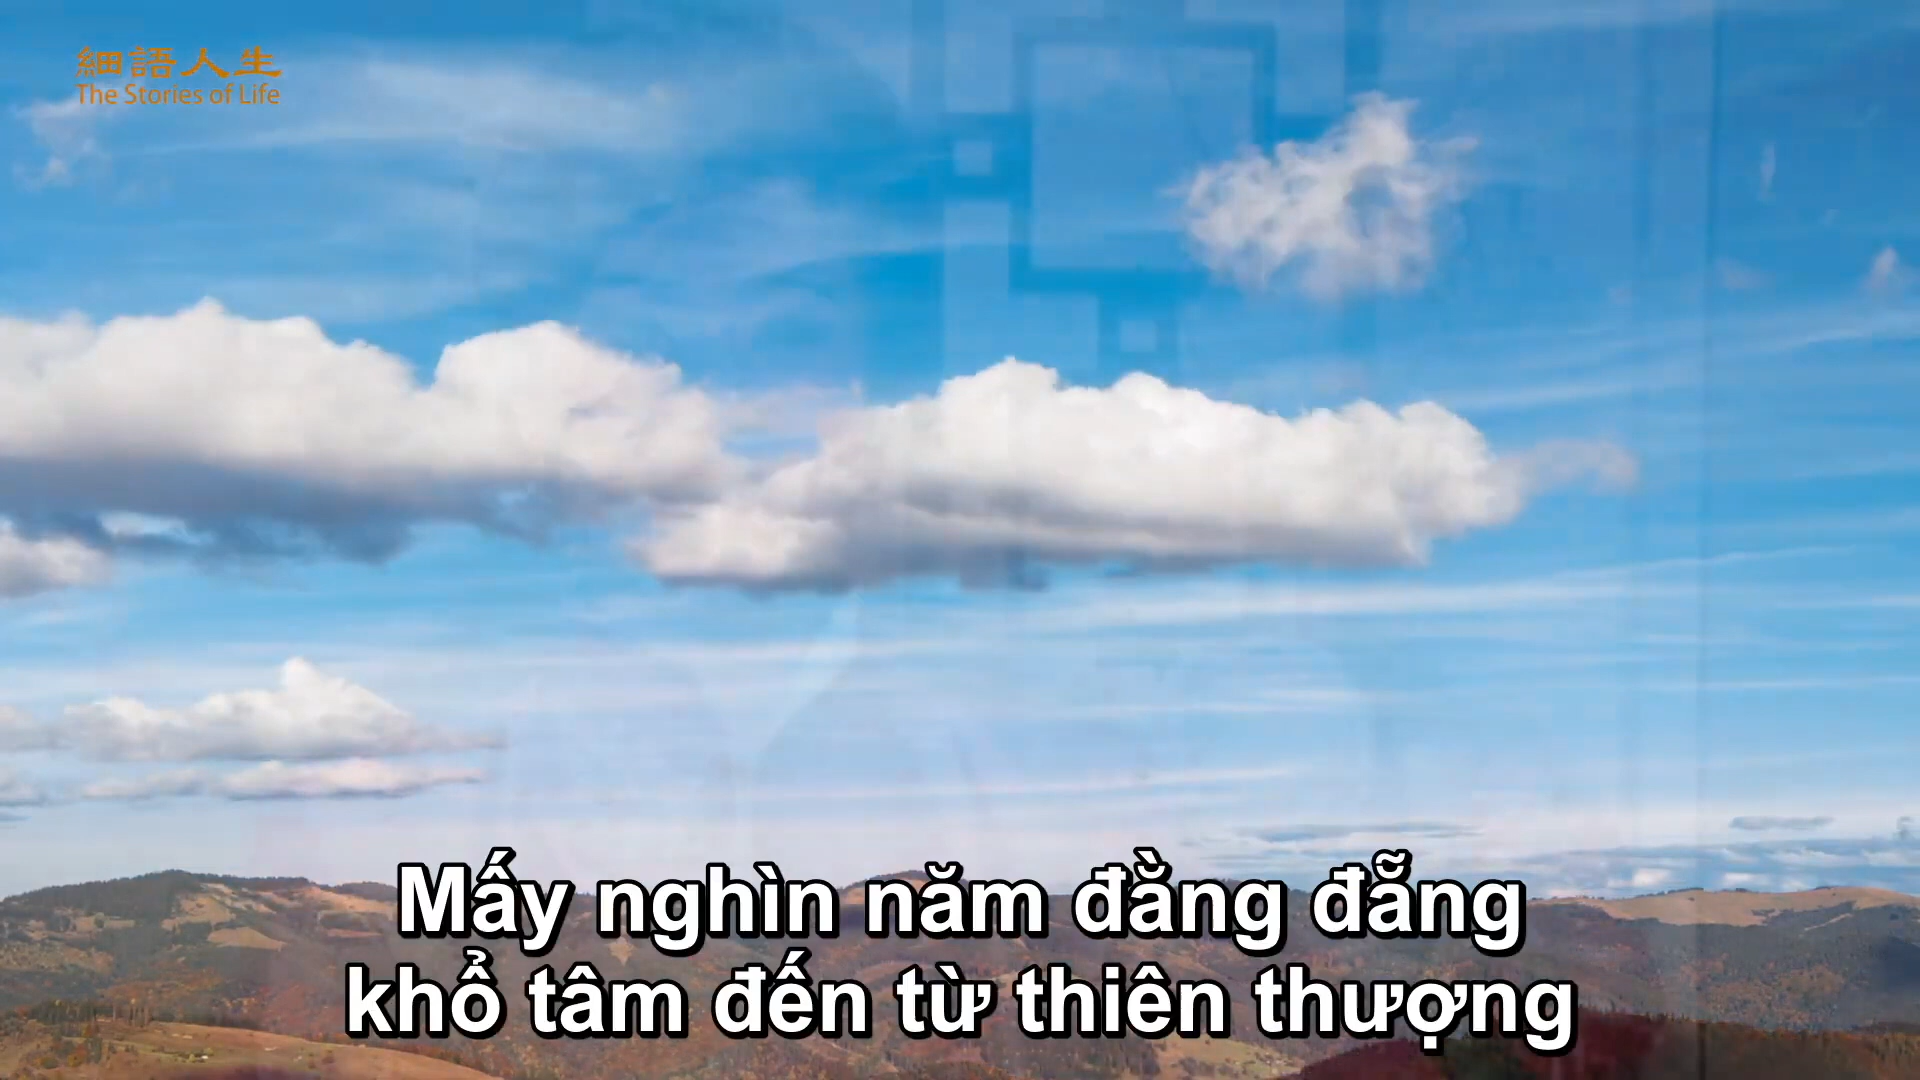 細語人生
The Stories of Life
Mấy nghìn năm đằng đẵng
khổ tâm đến từ thiên thượng